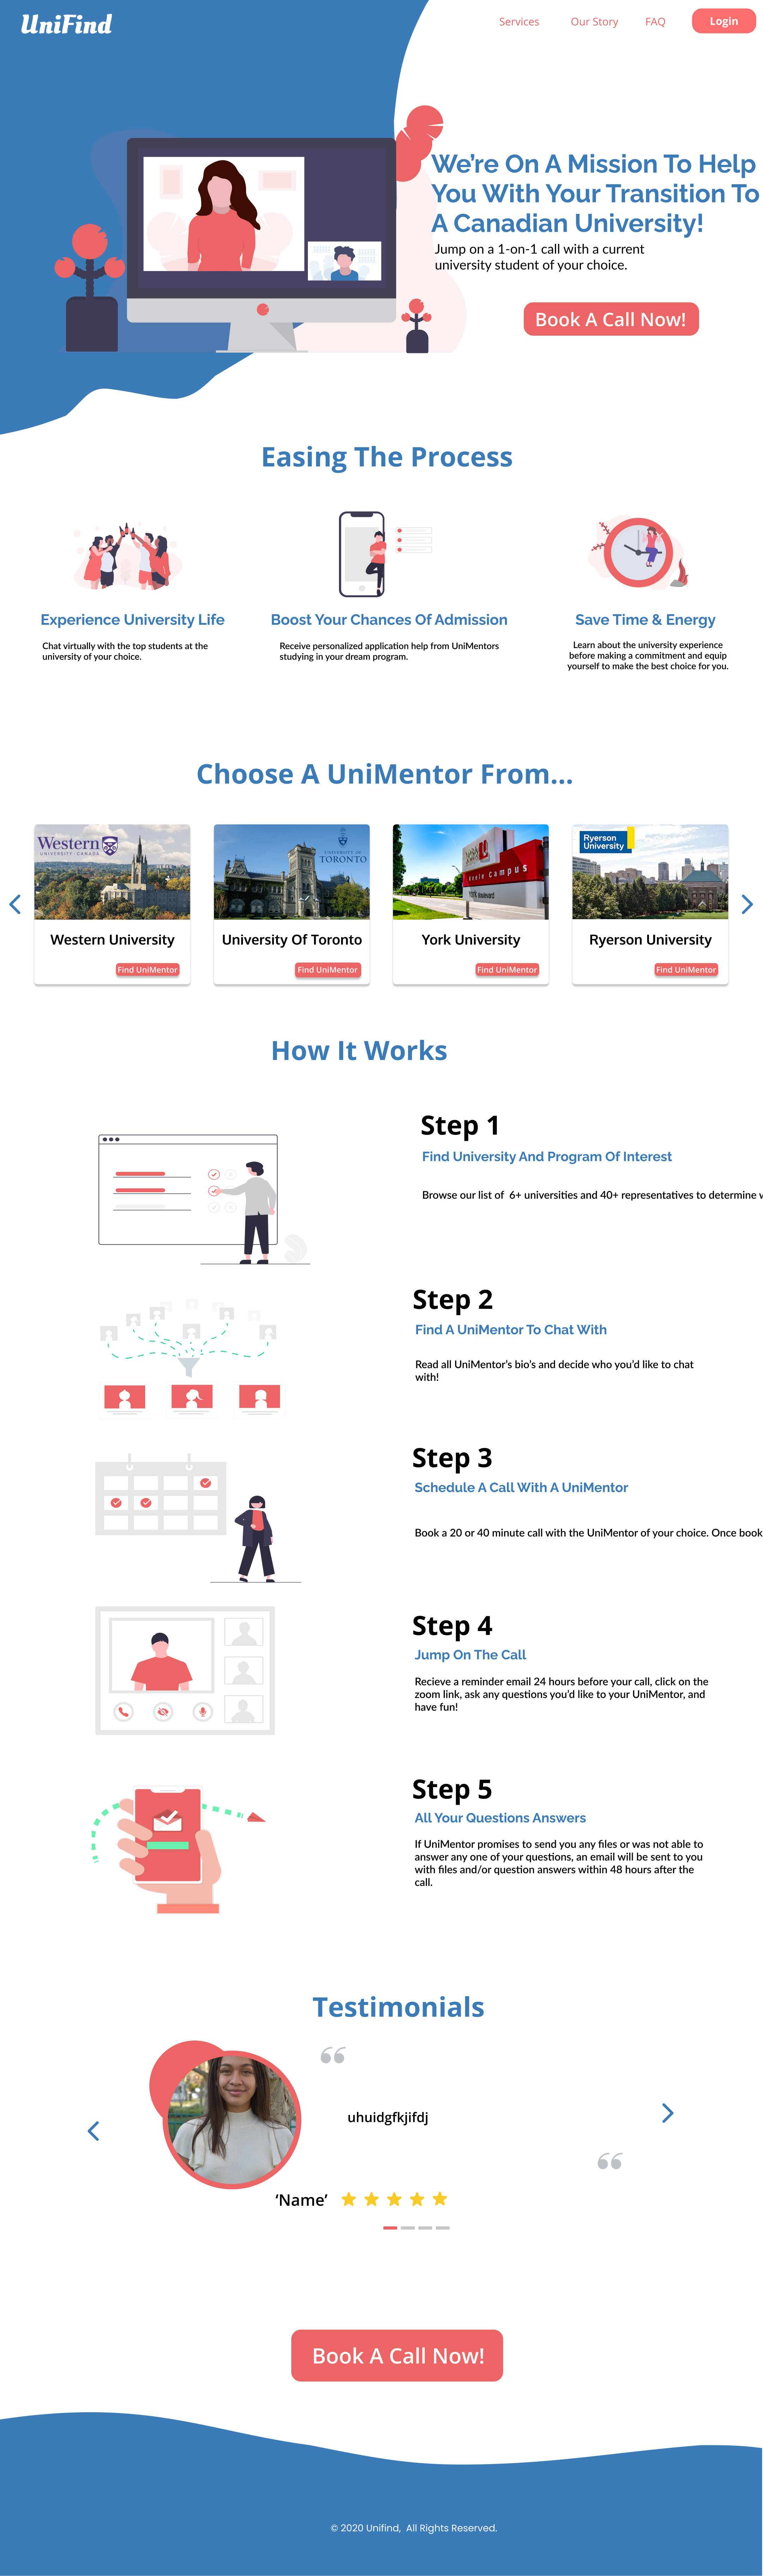 UniFind
Services
Our Story
FAQ
Login
We're On A Mission To Help
You With Your Transition To
A Canadian University!
Jump on a 1-on-1 call with a current
university student of your choice.
Book A Call Now!
Easing The Process
Experience University Life
Chat virtually with the top students at the
university of your choice.
Boost Your Chances Of Admission
Receive personalized application help from UniMentors
studying in your dream program.
Save Time & Energy
Learn about the university experience
before making a commitment and equip
yourself to make the best choice for you.
Choose A UniMentor From...
Western
UNIVERSITY · CANADA
Western University
Find UniMentor
UNIVERSITY OF
TORONTO
University Of Toronto
Find UniMentor
Keele Campus
York University
Find UniMentor
Ryerson
University
Ryerson University
Find UniMentor
How It Works
Step 1
Find University And Program Of Interest
Browse our list of 6+ universities and 40+ representatives to determine
Step 2
Find A UniMentor To Chat With
Read all UniMentor's bio's and decide who you'd like to chat
with!
Step 3
Schedule A Call With A UniMentor
Book a 20 or 40 minute call with the UniMentor of your choice. Once book
Step 4
Jump On The Call
Recieve a reminder email 24 hours before your call, click on the
zoom link, ask any questions you'd like to your UniMentor, and
have fun!
Step 5
All Your Questions Answers
If UniMentor promises to send you any files or was not able to
answer any one of your questions, an email will be sent to you
with files and/or question answers within 48 hours after the
call.
Testimonials
“
uhuidgfkjifdj
“
‘Name’
Book A Call Now!
© 2020 Unifind, All Rights Reserved.